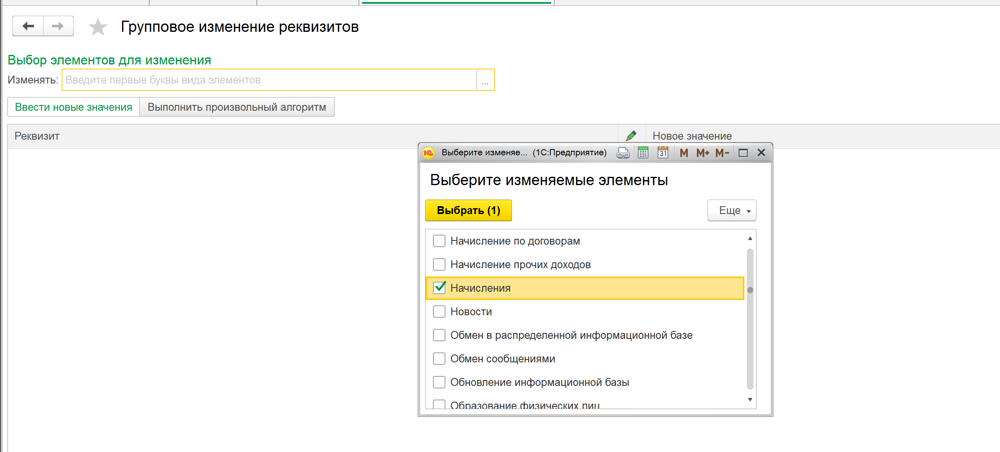 Групповое изменение реквизитов
Выбор элементов для изменения
Изменять: Введите первые буквы вида элементов ...
Ввести новые значения Выполнить произвольный алгоритм
Реквизит Новое значение
1С Выберите изменяе... (1С:Предприятие) 31 M M+ M-
Выберите изменяемые элементы
Выбрать (1) Еще
Начисление по договорам
Начисление прочих доходов
Начисления
Новости
Обмен в распределенной информационной базе
Обмен сообщениями
Обновление информационной базы
Образование физических лиц